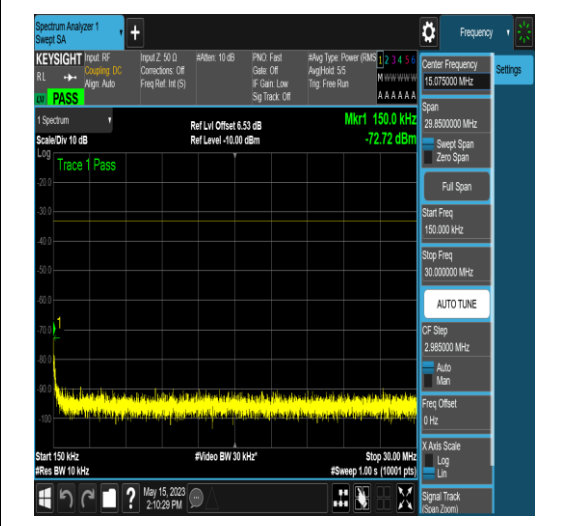 Spectrum Analyzer 1
Swept SA
+
Frequency
KEYSIGHT
RL
PASS
Input: RF
Coupling: DC
Align: Auto
Input Z: 50 Ω
Corrections: Off
Freq Ref: Int (S)
#Atten: 10 dB
PNO: Fast
Gate: Off
IF Gain: Low
Sig Track: Off
#Avg Type: Power (RMS
Avg|Hold: 5/5
Trig: Free Run
1 2 3 4 5 6
M W W W W W
A A A A A A
1 Spectrum
Scale/Div 10 dB
Ref Lvl Offset 6.53 dB
Ref Level -10.00 dBm
Mkr1 150.0 kHz
-72.72 dBm
Log
Trace 1 Pass
-20.0
-30.0
-40.0
-50.0
-60.0
-70.0
-80.0
-90.0
-100
1
Start 150 kHz
#Res BW 10 kHz
#Video BW 30 kHz*
Stop 30.00 MHz
#Sweep 1.00 s (10001 pts)
?
May 15, 2023
2:10:29 PM
Center Frequency
15.075000 MHz
Settings
Span
29.8500000 MHz
Swept Span
Zero Span
Full Span
Start Freq
150.000 kHz
Stop Freq
30.000000 MHz
AUTO TUNE
CF Step
2.985000 MHz
Auto
Man
Freq Offset
0 Hz
X Axis Scale
Log
Lin
Signal Track
(Span Zoom)